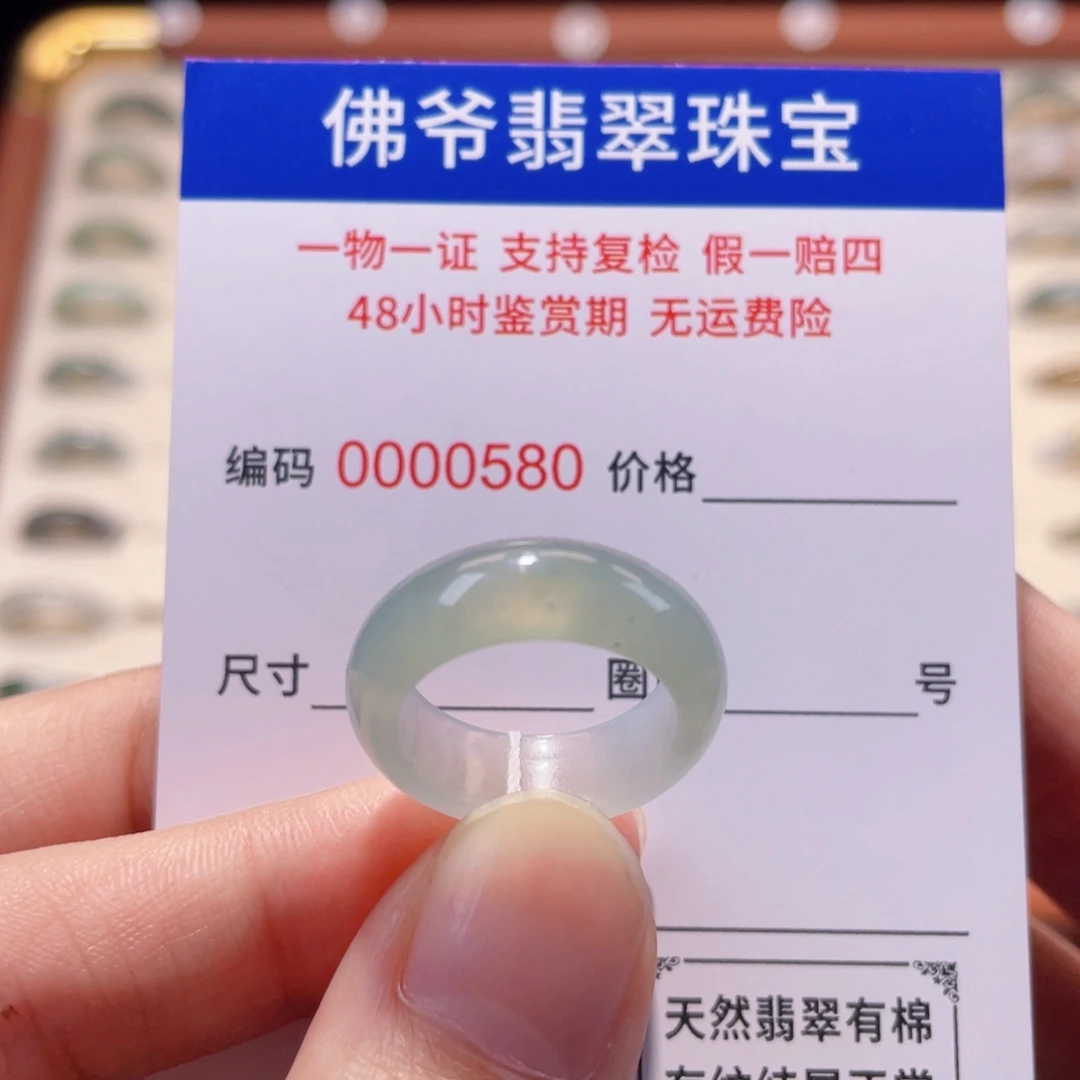 佛爷翡翠珠宝
一物一证 支持复检 假一赔四
48小时鉴赏期 无运费险
编码 0000580 价格
尺寸 圈 号
天然翡翠有棉